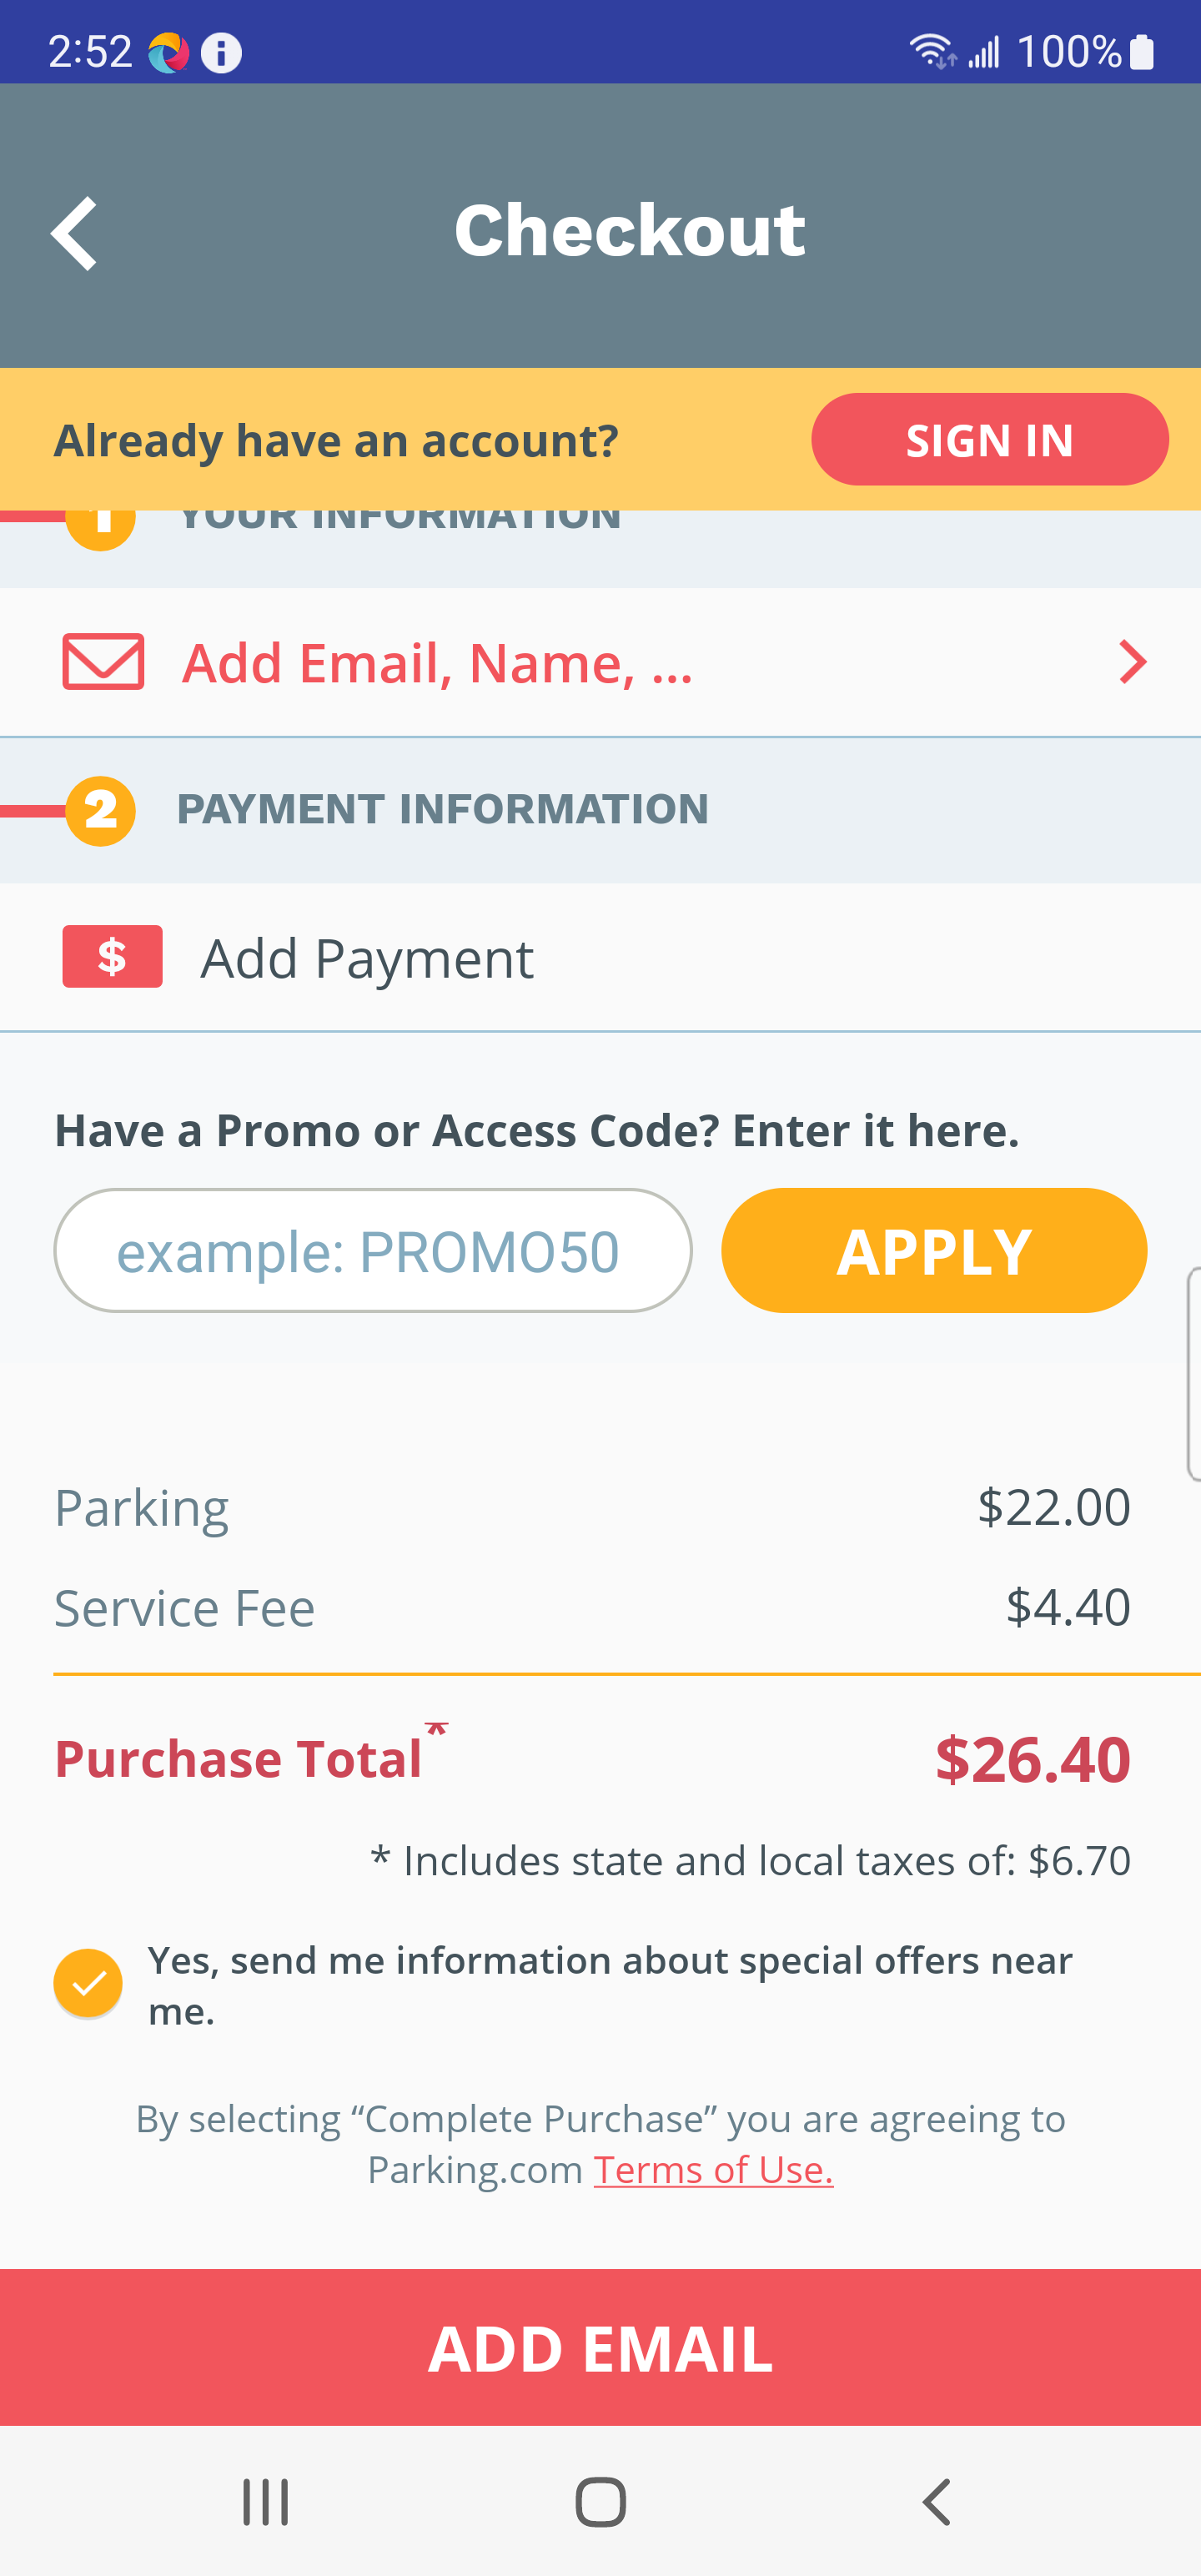 2:52
100%
Checkout
Already have an account?
SIGN IN
1 YOUR INFORMATION
Add Email, Name, ...
2 PAYMENT INFORMATION
$ Add Payment
Have a Promo or Access Code? Enter it here.
example: PROMO50
APPLY
Parking $22.00
Service Fee $4.40
Purchase Total* $26.40
* Includes state and local taxes of: $6.70
Yes, send me information about special offers near
me.
By selecting “Complete Purchase” you are agreeing to
Parking.com Terms of Use.
ADD EMAIL